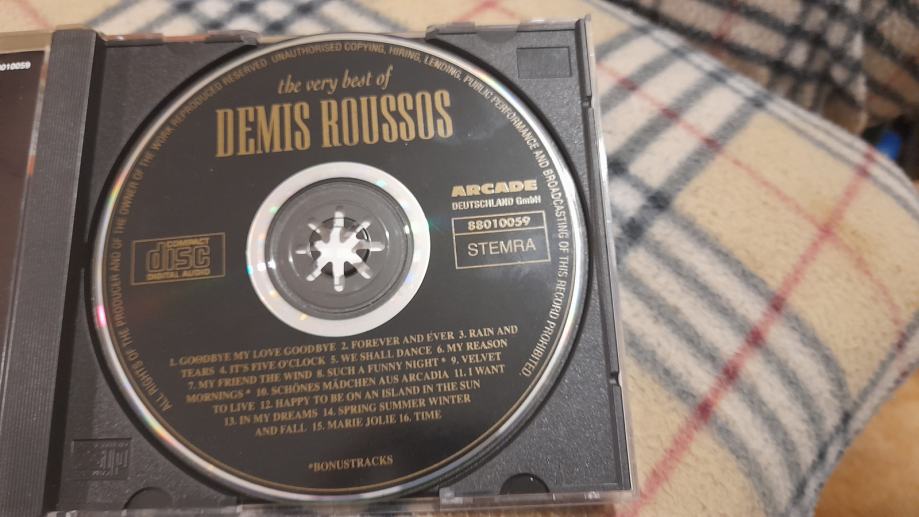 0010059
the very best of
DEMIS ROUSSOS
ARCADE
DEUTSCHLAND GmbH
88010059
STEMRA
COMPACT
disc
DIGITAL AUDIO
1. GOODBYE MY LOVE GOODBYE 2. FOREVER AND EVER 3. RAIN AND
TEARS 4. IT'S FIVE O'CLOCK 5. WE SHALL DANCE 6. MY REASON
7. MY FRIEND THE WIND 8. SUCH A FUNNY NIGHT * 9. VELVET
MORNINGS * 10. SCHÖNES MÄDCHEN AUS ARCADIA 11. I WANT
TO LIVE 12. HAPPY TO BE ON AN ISLAND IN THE SUN
13. IN MY DREAMS 14. SPRING SUMMER WINTER
AND FALL 15. MARIE JOLIE 16. TIME
*BONUSTRACKS
ALL RIGHTS OF THE PRODUCER AND OF THE OWNER OF THE WORK REPRODUCED RESERVED UNAUTHORISED COPYING, HIRING, LENDING, PUBLIC PERFORMANCE AND BROADCASTING OF THIS RECORD PROHIBITED.